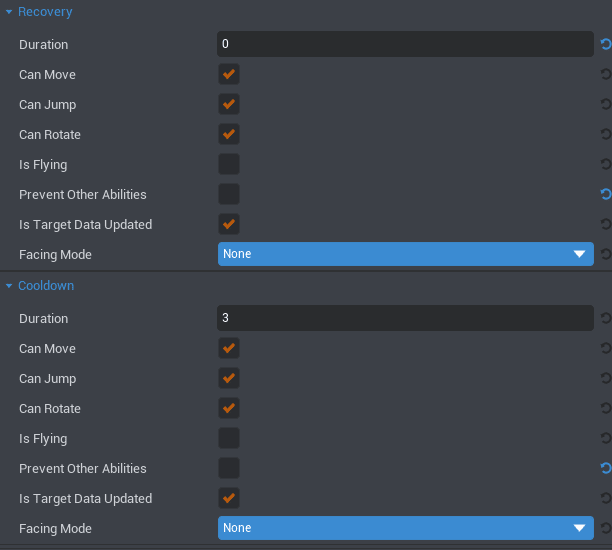 Recovery
Duration 0
Can Move
Can Jump
Can Rotate
Is Flying
Prevent Other Abilities
Is Target Data Updated
Facing Mode None
Cooldown
Duration 3
Can Move
Can Jump
Can Rotate
Is Flying
Prevent Other Abilities
Is Target Data Updated
Facing Mode None